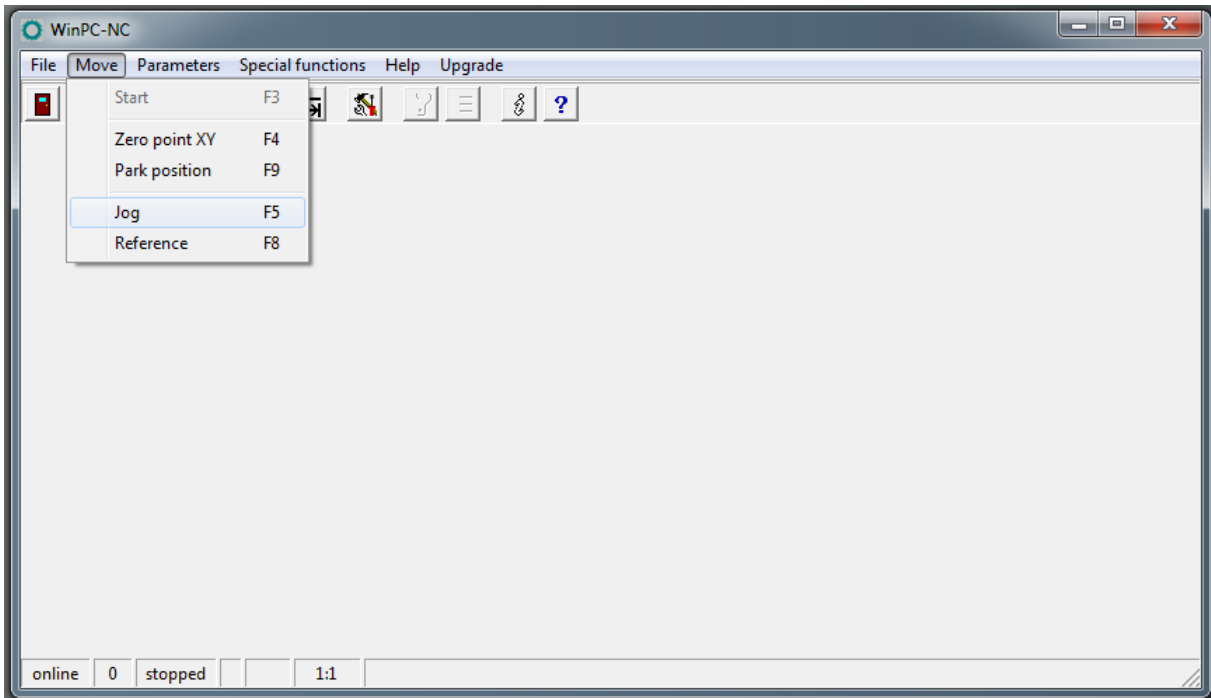 WinPC-NC
File Move Parameters Special functions Help Upgrade
Start F3
?
Zero point XY F4
Park position F9
Jog F5
Reference F8
online 0 stopped 1:1